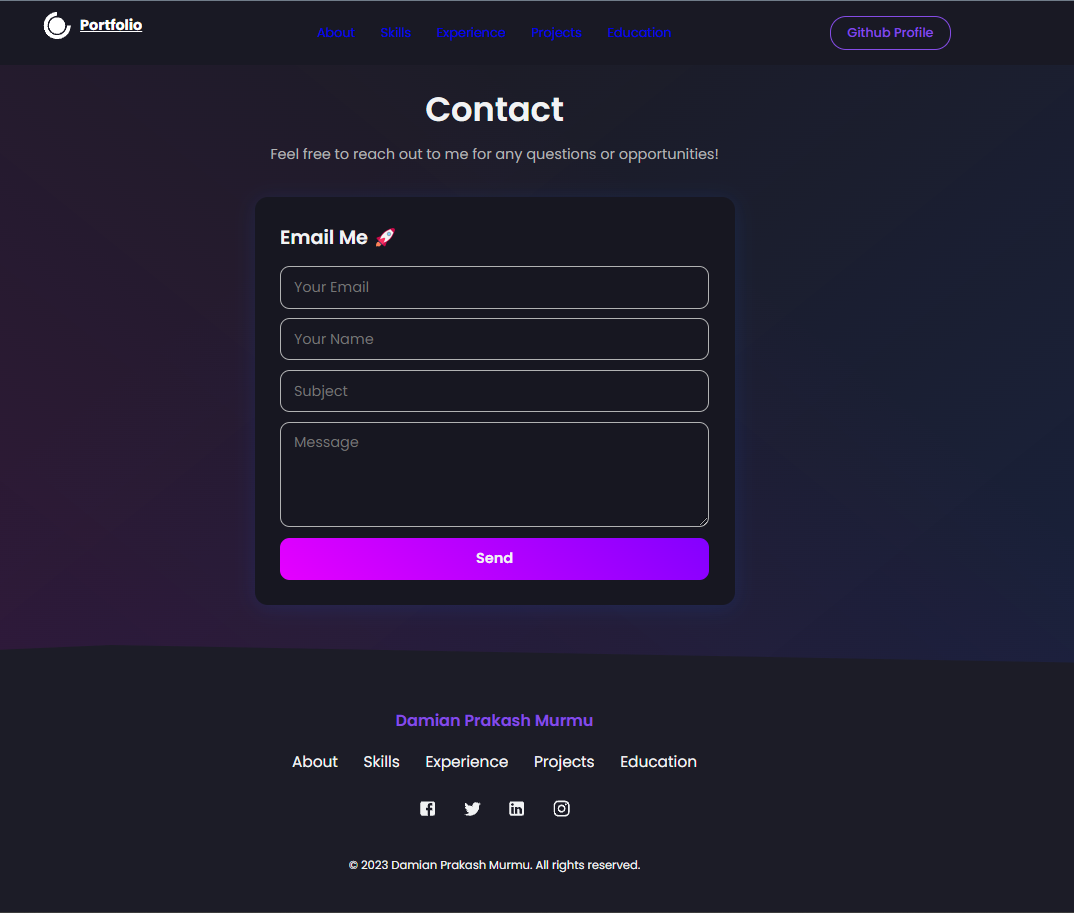 Portfolio
About Skills Experience Projects Education
Github Profile
Contact
Feel free to reach out to me for any questions or opportunities!
Email Me 🚀
Your Email
Your Name
Subject
Message
Send
Damian Prakash Murmu
About Skills Experience Projects Education
© 2023 Damian Prakash Murmu. All rights reserved.